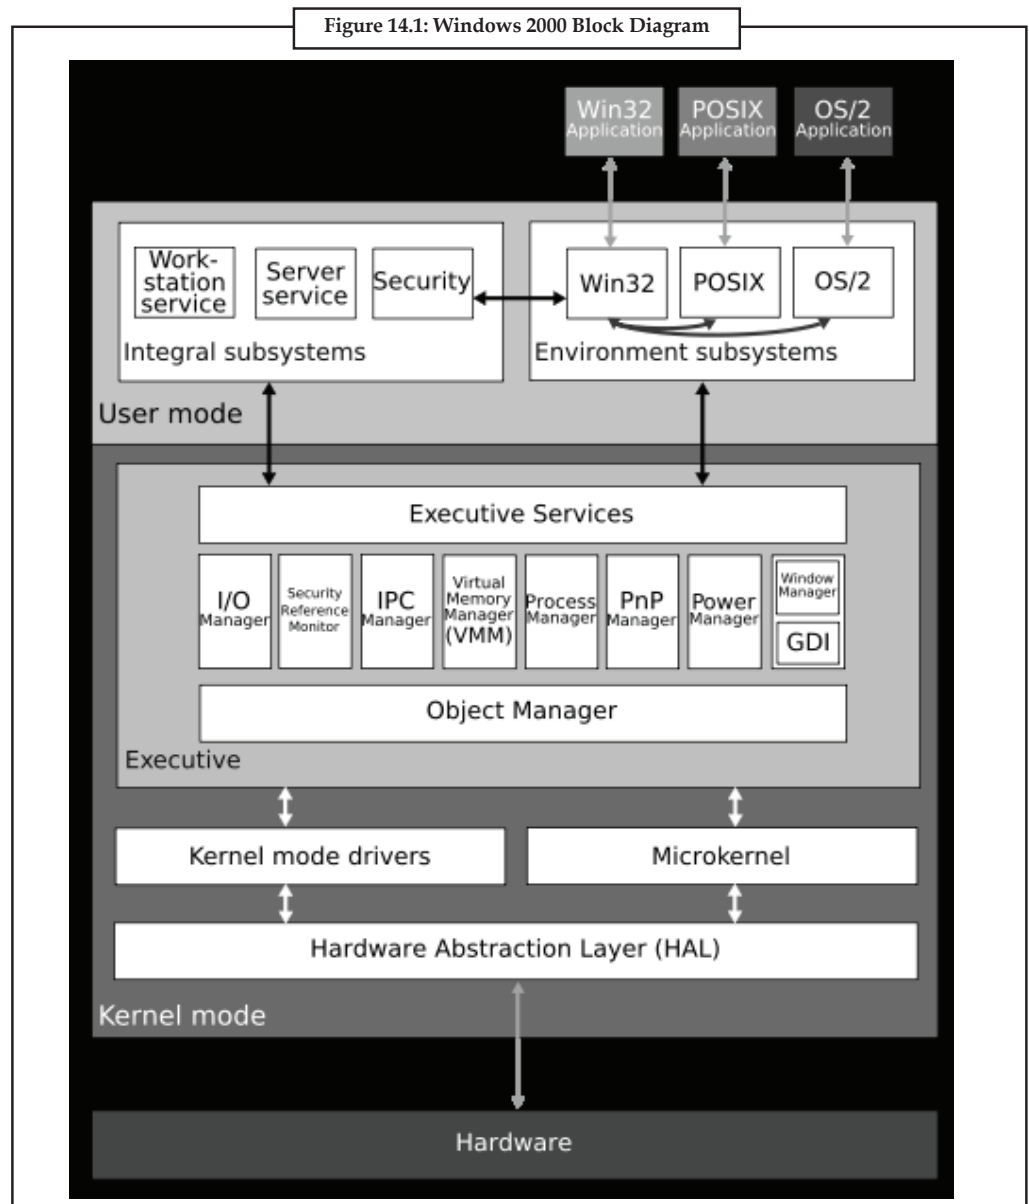 Figure 14.1: Windows 2000 Block Diagram
Win32
Application
POSIX
Application
OS/2
Application
Work-
station
service
Server
service
Security
Integral subsystems
Win32
POSIX
OS/2
Environment subsystems
User mode
Executive Services
I/O
Manager
Security
Reference
Monitor
IPC
Manager
Virtual
Memory
Manager
(VMM)
Process
Manager
PnP
Manager
Power
Manager
Window
Manager
GDI
Object Manager
Executive
Kernel mode drivers
Microkernel
Hardware Abstraction Layer (HAL)
Kernel mode
Hardware